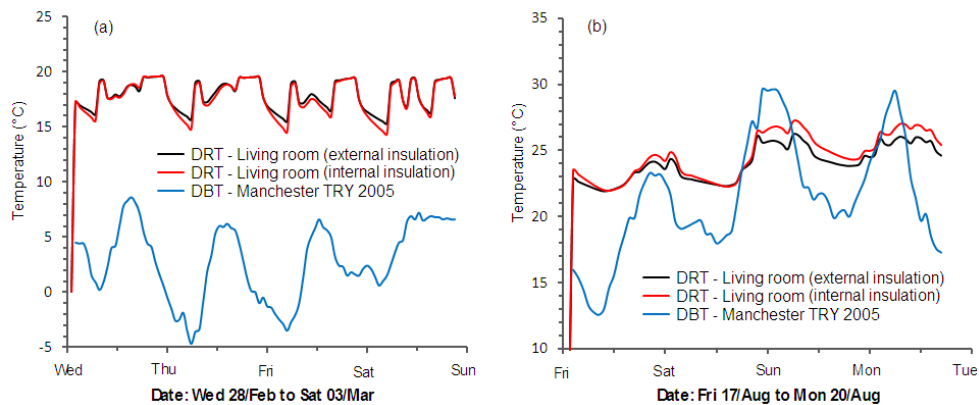 (a)
Temperature (°C)
25
20
15
10
5
0
-5
DRT - Living room (external insulation)
DRT - Living room (internal insulation)
DBT - Manchester TRY 2005
Wed Thu Fri Sat Sun
Date: Wed 28/Feb to Sat 03/Mar
(b)
Temperature (°C)
35
30
25
20
15
10
DRT - Living room (external insulation)
DRT - Living room (internal insulation)
DBT - Manchester TRY 2005
Fri Sat Sun Mon Tue
Date: Fri 17/Aug to Mon 20/Aug